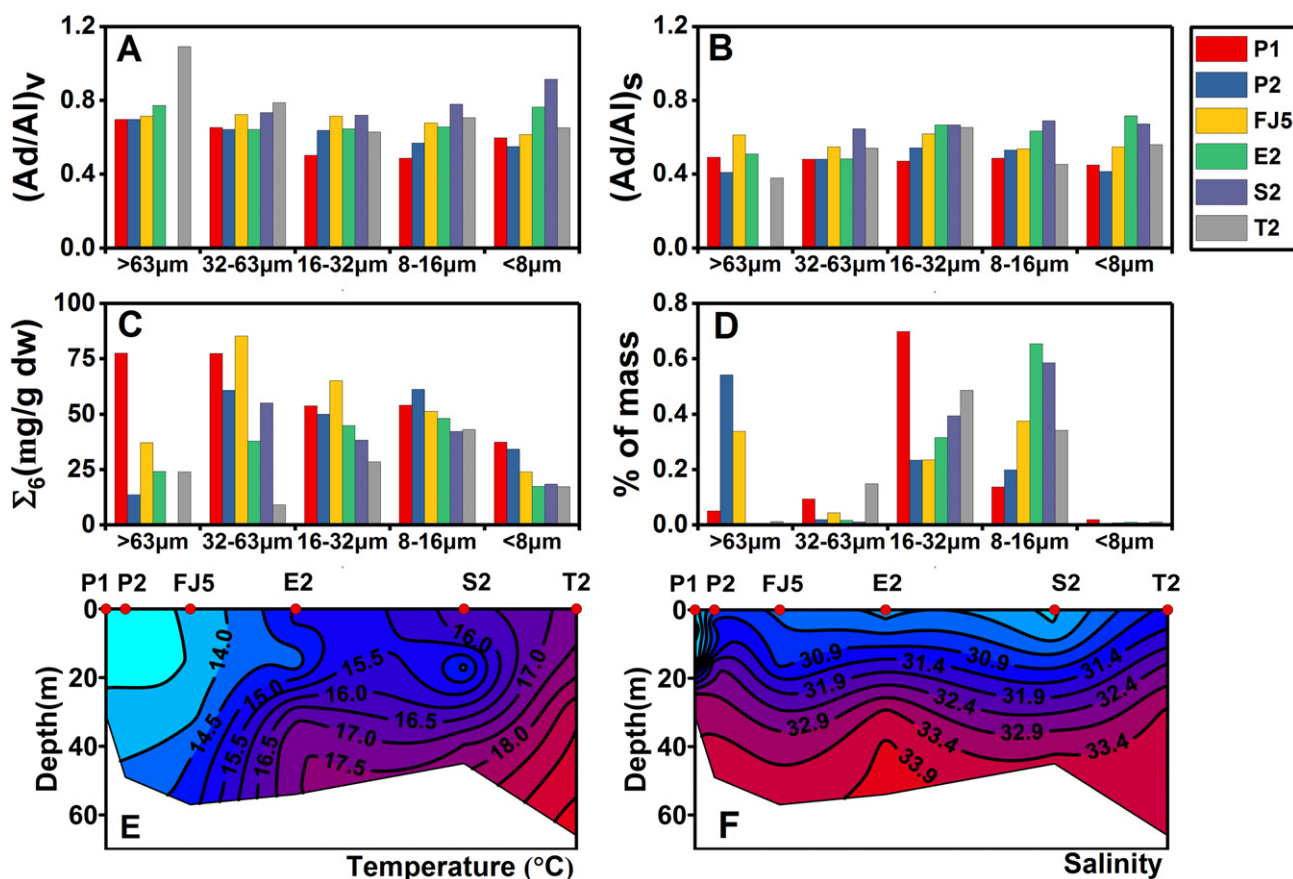 A
(Ad/Al)v
1.2
0.8
0.4
0.0
>63μm 32-63μm 16-32μm 8-16μm <8μm
B
(Ad/Al)s
1.2
0.8
0.4
0.0
>63μm 32-63μm 16-32μm 8-16μm <8μm
P1
P2
FJ5
E2
S2
T2
C
Σ6(mg/g dw)
100
75
50
25
0
>63μm 32-63μm 16-32μm 8-16μm <8μm
D
% of mass
0.8
0.6
0.4
0.2
0.0
>63μm 32-63μm 16-32μm 8-16μm <8μm
P1 P2 FJ5 E2 S2 T2
Depth(m)
0
20
40
60
14.0
14.5
15.0
15.5
16.5
15.5
16.0
16.5
17.0
17.5
16.0
17.0
18.0
E
Temperature (°C)
P1 P2 FJ5 E2 S2 T2
Depth(m)
0
20
40
60
30.9
31.4
31.9
32.4
32.9
33.4
33.9
30.9
31.9
32.9
31.4
32.4
33.4
F
Salinity